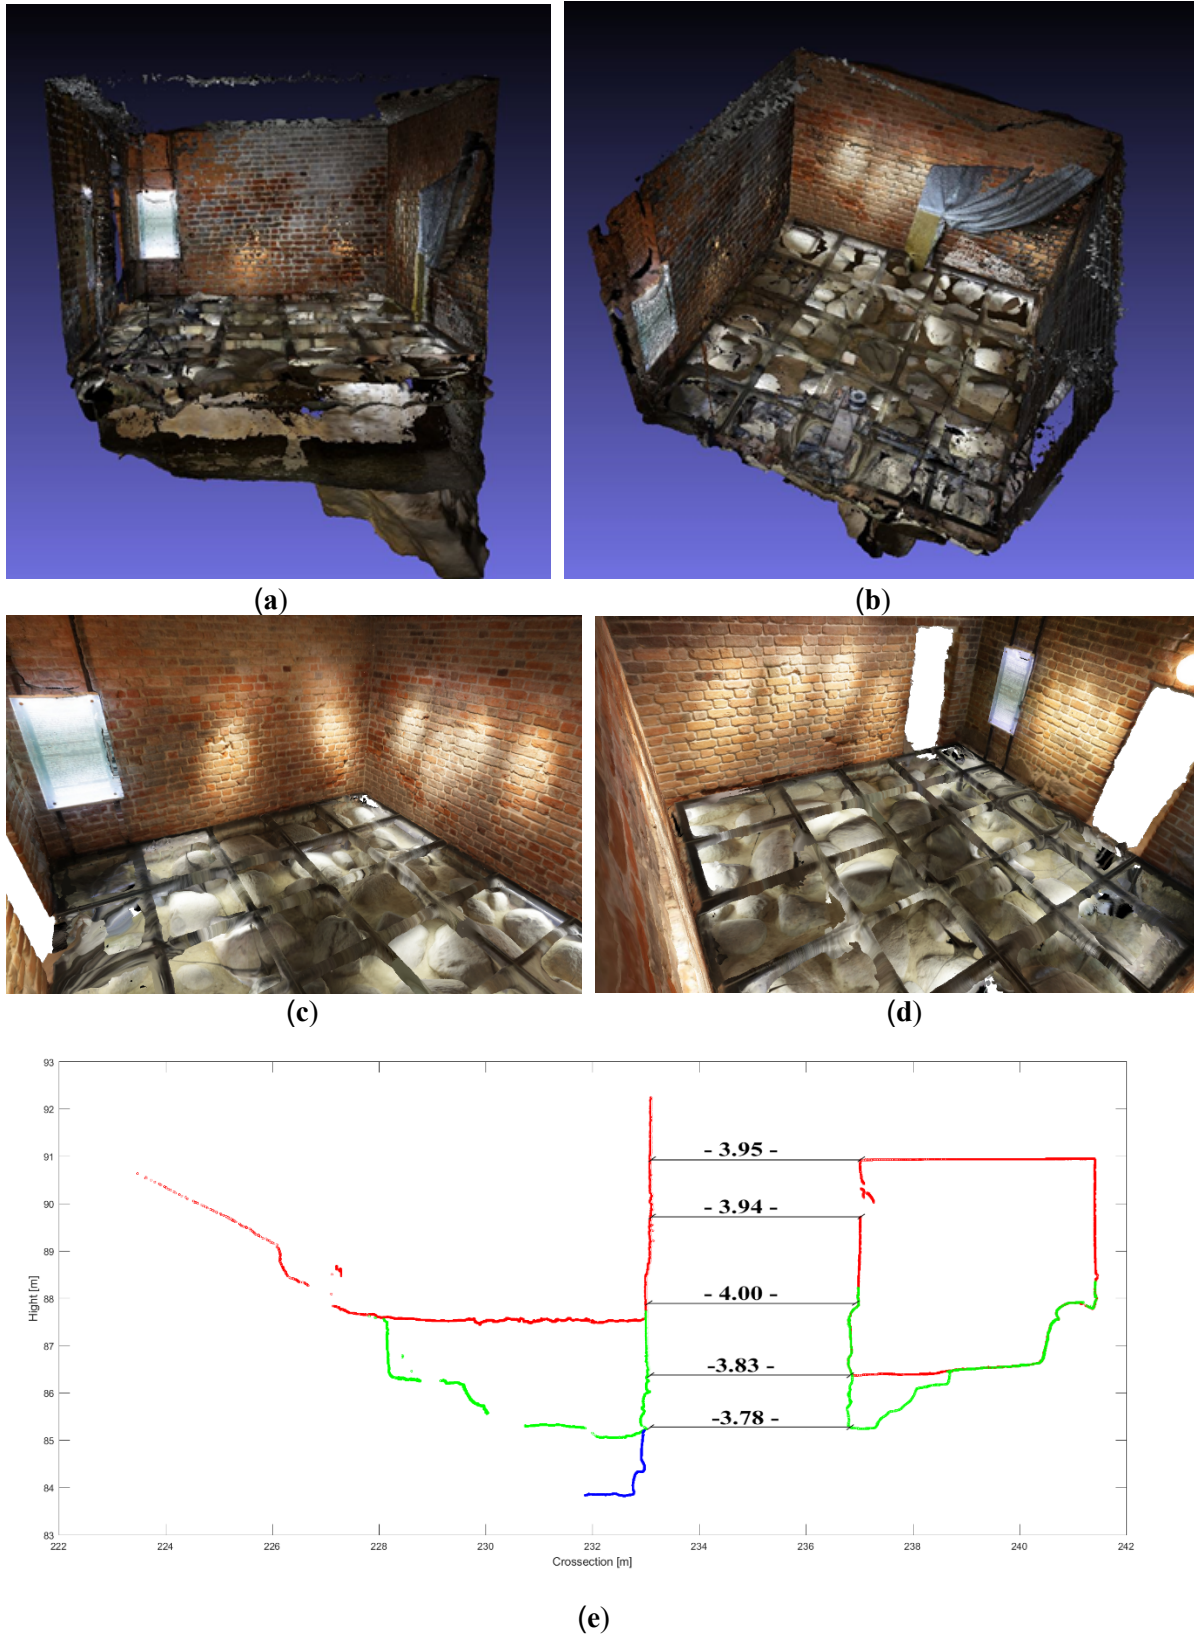 (a)
(b)
(c)
(d)
93
92
91
90
89
88
87
86
85
84
83
Hight [m]
- 3.95 -
- 3.94 -
- 4.00 -
-3.83 -
-3.78 -
222
224
226
228
230
232
234
236
238
240
242
Crossection [m]
(e)